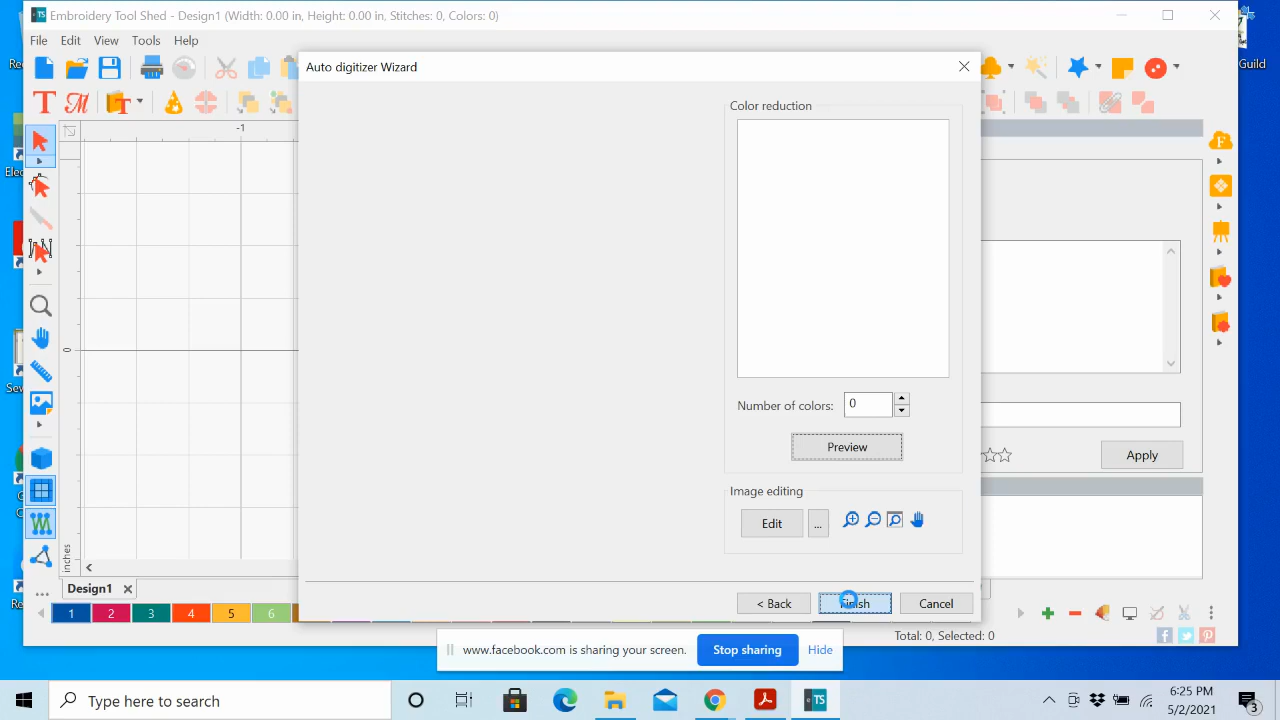 Embroidery Tool Shed - Design1 (Width: 0.00 in, Height: 0.00 in, Stitches: 0, Colors: 0)
File Edit View Tools Help
Guild
Auto digitizer Wizard
Color reduction
-1
0
Number of colors: 0
Preview
Apply
Image editing
Edit ...
inches
Design1
< Back Finish Cancel
1 2 3 4 5 6
Total: 0, Selected: 0
www.facebook.com is sharing your screen. Stop sharing Hide
Type here to search
6:25 PM
5/2/2021
3